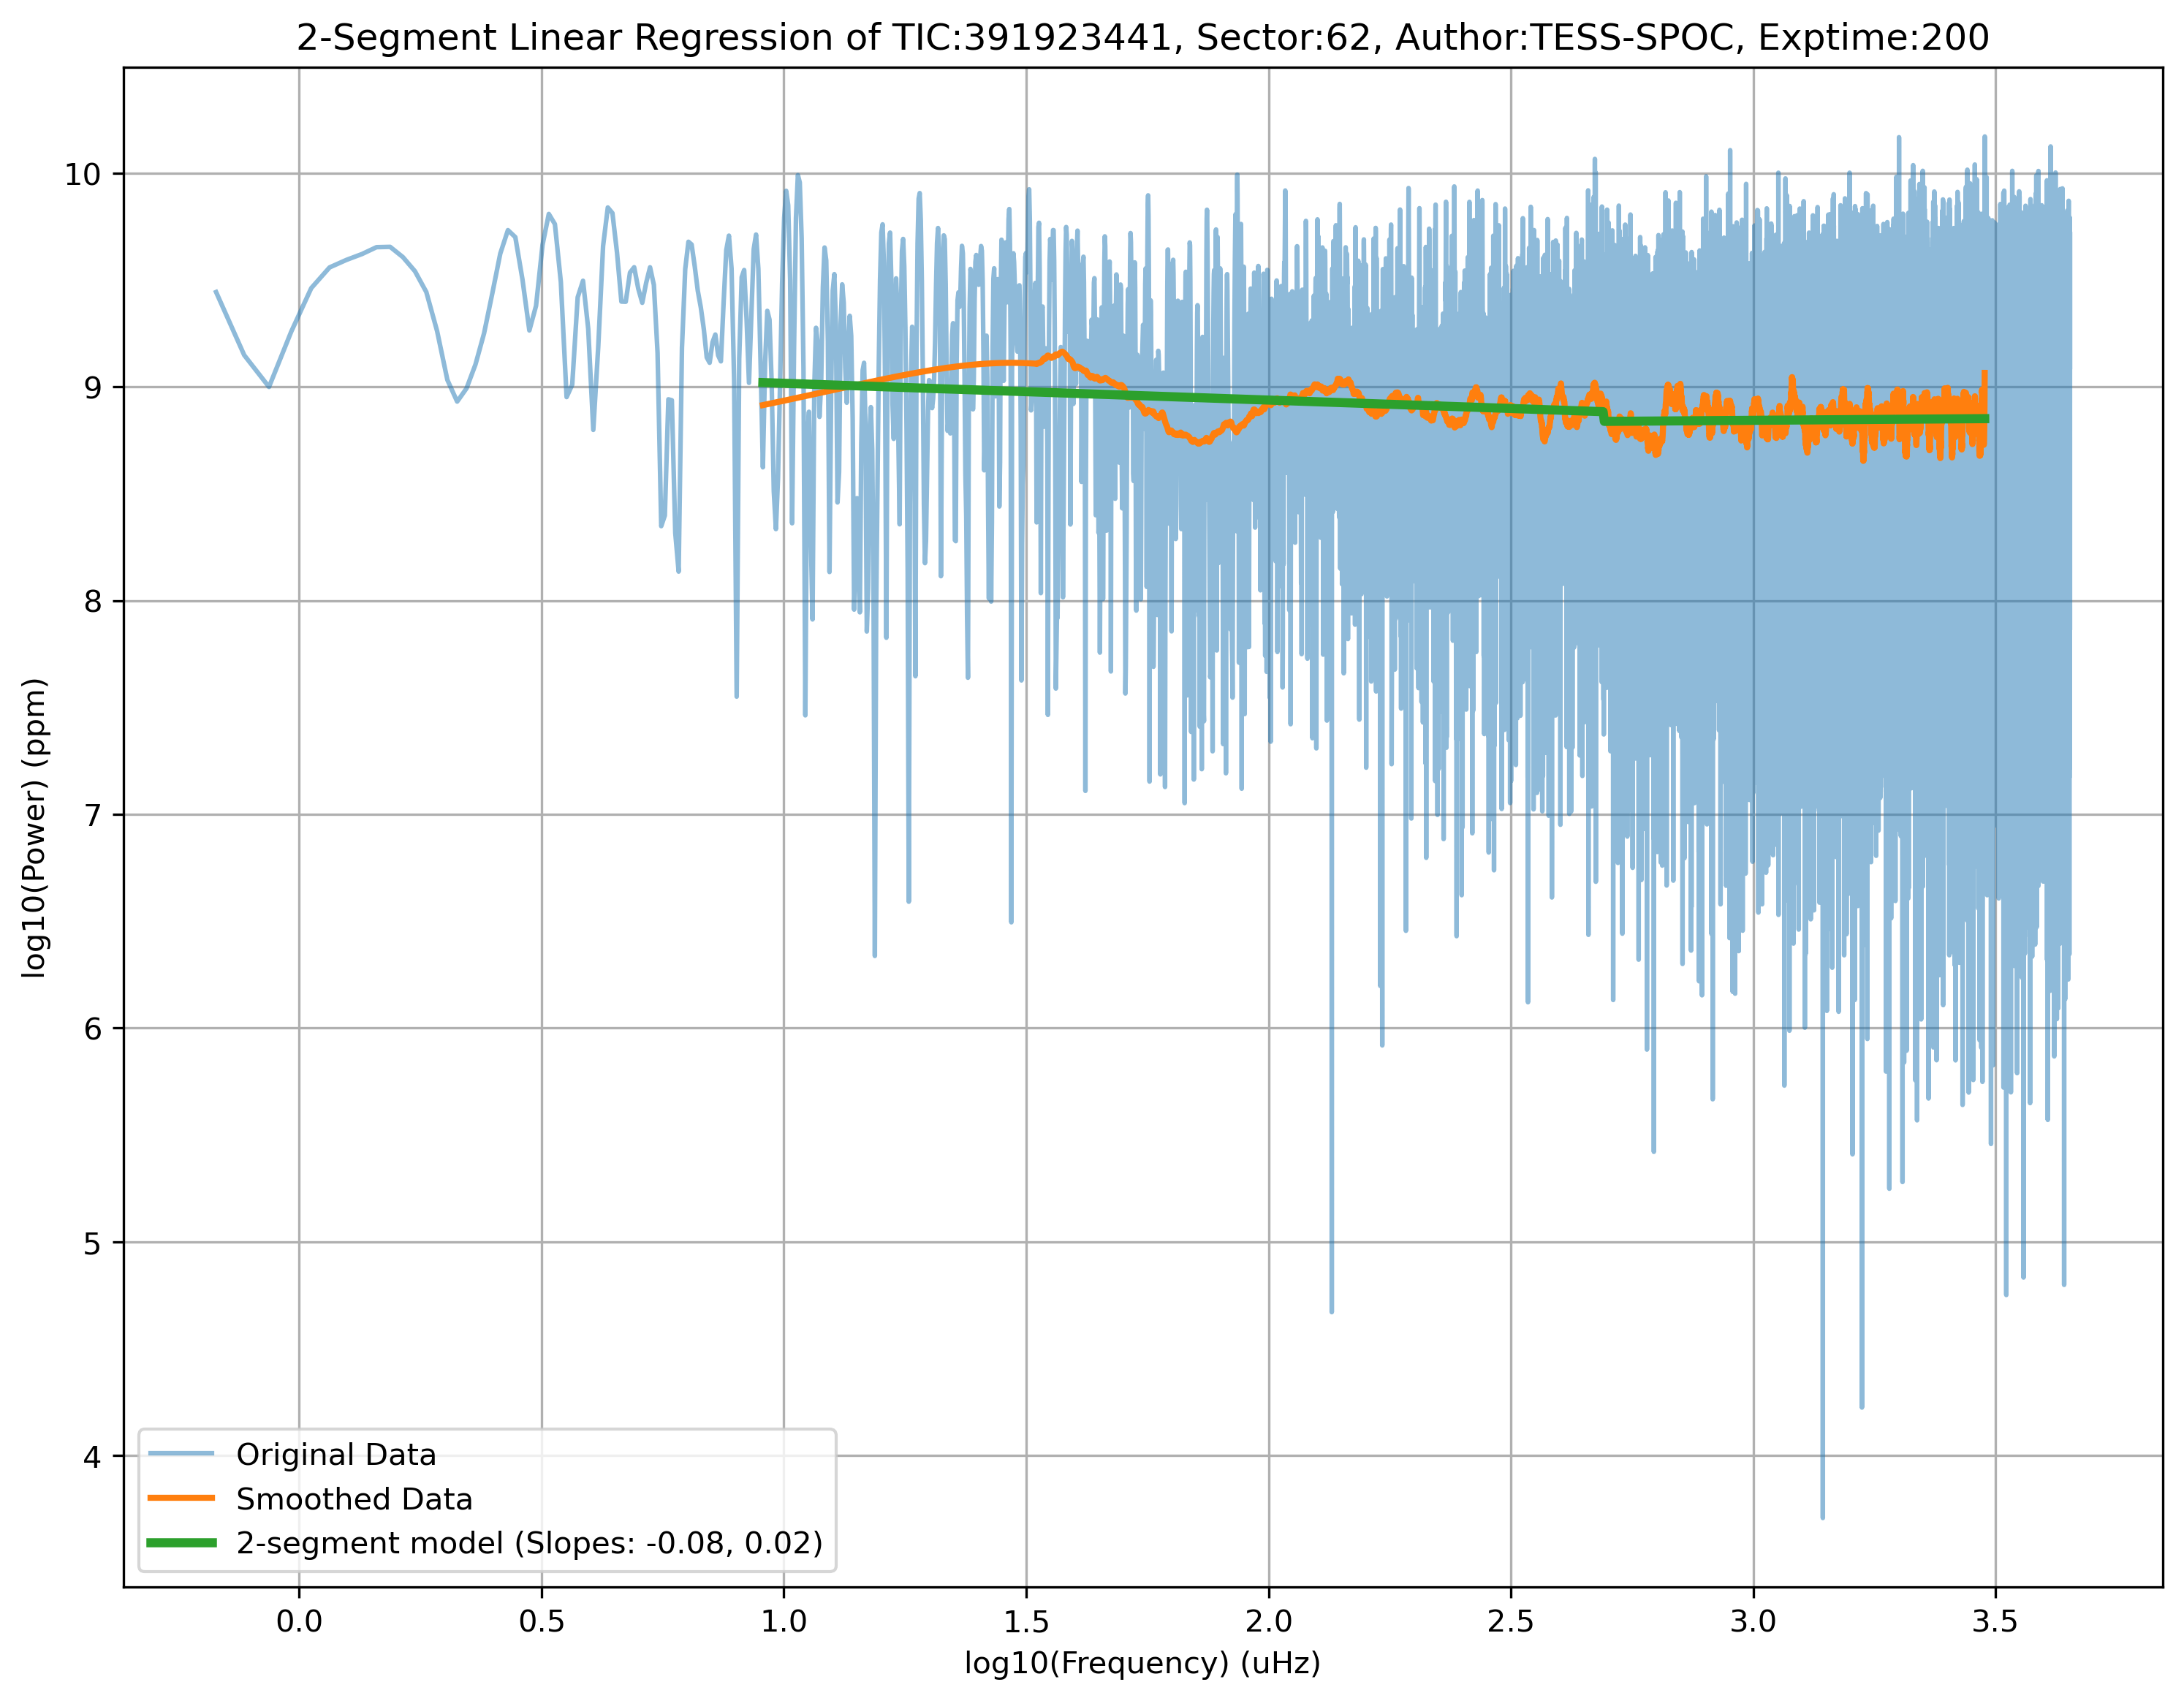 2-Segment Linear Regression of TIC:391923441, Sector:62, Author:TESS-SPOC, Exptime:200
log10(Power) (ppm)
10
9
8
7
6
5
4
Original Data
Smoothed Data
2-segment model (Slopes: -0.08, 0.02)
0.0 0.5 1.0 1.5 2.0 2.5 3.0 3.5
log10(Frequency) (uHz)